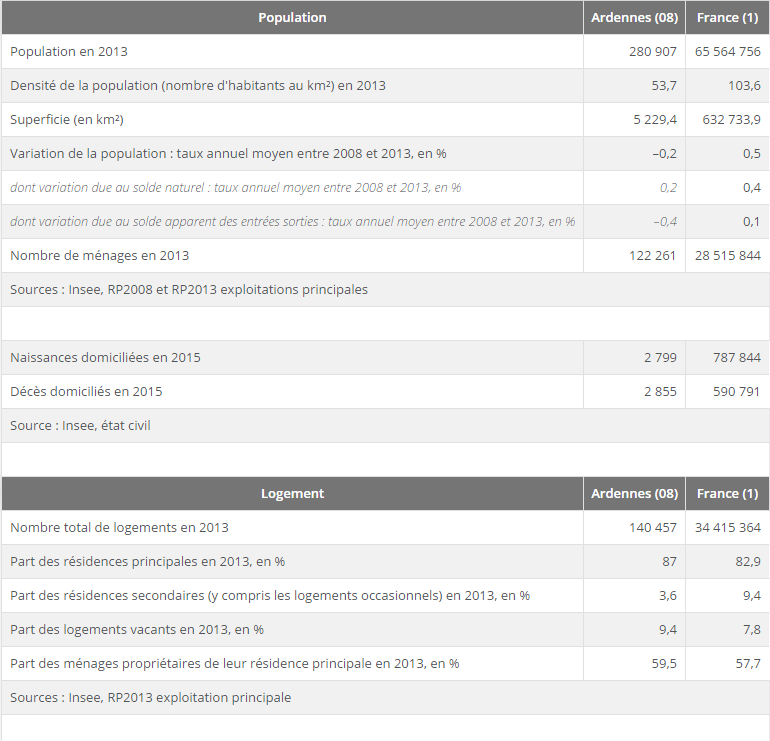 Population Ardennes (08) France (1)
Population en 2013 280 907 65 564 756
Densité de la population (nombre d'habitants au km²) en 2013 53,7 103,6
Superficie (en km²) 5 229,4 632 733,9
Variation de la population : taux annuel moyen entre 2008 et 2013, en % −0,2 0,5
dont variation due au solde naturel : taux annuel moyen entre 2008 et 2013, en % 0,2 0,4
dont variation due au solde apparent des entrées sorties : taux annuel moyen entre 2008 et 2013, en % −0,4 0,1
Nombre de ménages en 2013 122 261 28 515 844
Sources : Insee, RP2008 et RP2013 exploitations principales
Naissances domiciliées en 2015 2 799 787 844
Décès domiciliés en 2015 2 855 590 791
Source : Insee, état civil
Logement Ardennes (08) France (1)
Nombre total de logements en 2013 140 457 34 415 364
Part des résidences principales en 2013, en % 87 82,9
Part des résidences secondaires (y compris les logements occasionnels) en 2013, en % 3,6 9,4
Part des logements vacants en 2013, en % 9,4 7,8
Part des ménages propriétaires de leur résidence principale en 2013, en % 59,5 57,7
Sources : Insee, RP2013 exploitation principale